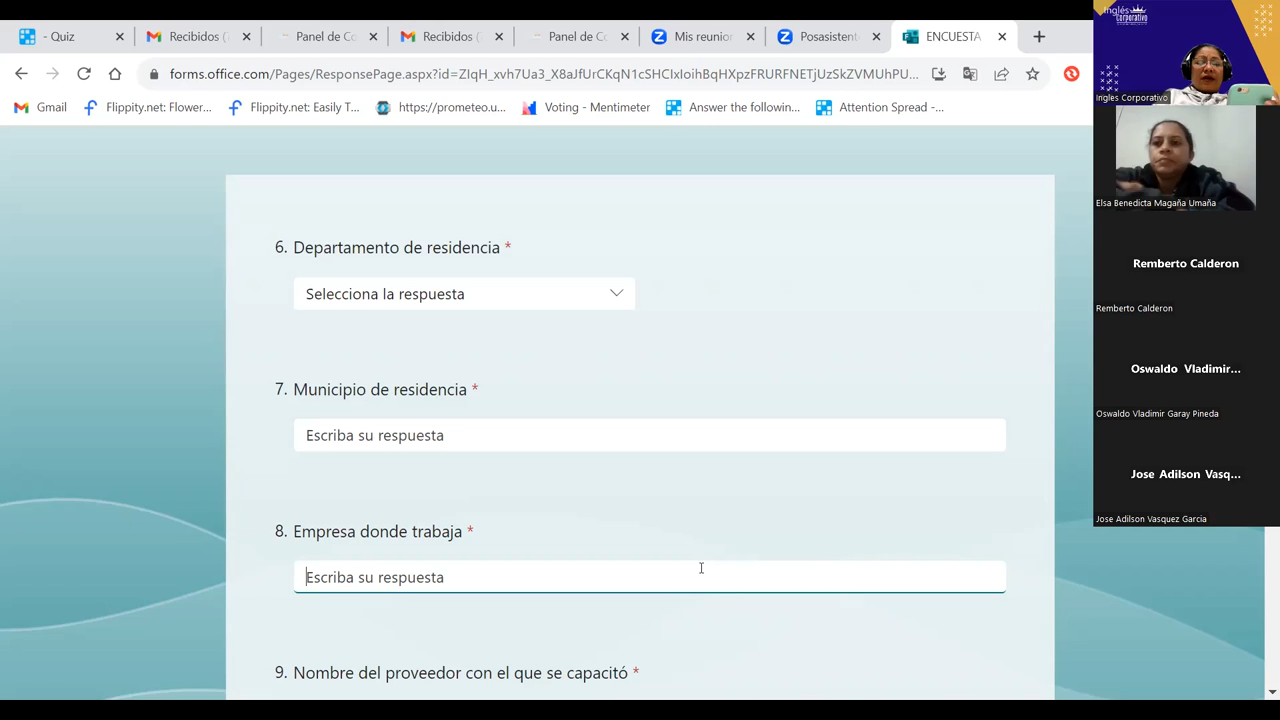 - Quiz
Recibidos (
Panel de Co
Recibidos (
Panel de Co
Mis reunior
Posasistent
ENCUESTA
forms.office.com/Pages/ResponsePage.aspx?id=ZIqH_xvh7Ua3_X8aJfUrCKqN1cSHCIxIoihBqHXpzFRURFNETjUzSkZVMUhPU...
Gmail
Flippity.net: Flower...
Flippity.net: Easily T...
Voting - Mentimeter
Answer the followin...
Attention Spread -...
6. Departamento de residencia *
Selecciona la respuesta
7. Municipio de residencia *
Escriba su respuesta
8. Empresa donde trabaja *
Escriba su respuesta
9. Nombre del proveedor con el que se capacitó *
Inglés
Corporativo
Ingles Corporativo
Elsa Benedicta Magaña Umaña
Remberto Calderon
Remberto Calderon
Oswaldo Vladimir...
Oswaldo Vladimir Garay Pineda
Jose Adilson Vasq...
Jose Adilson Vasquez Garcia